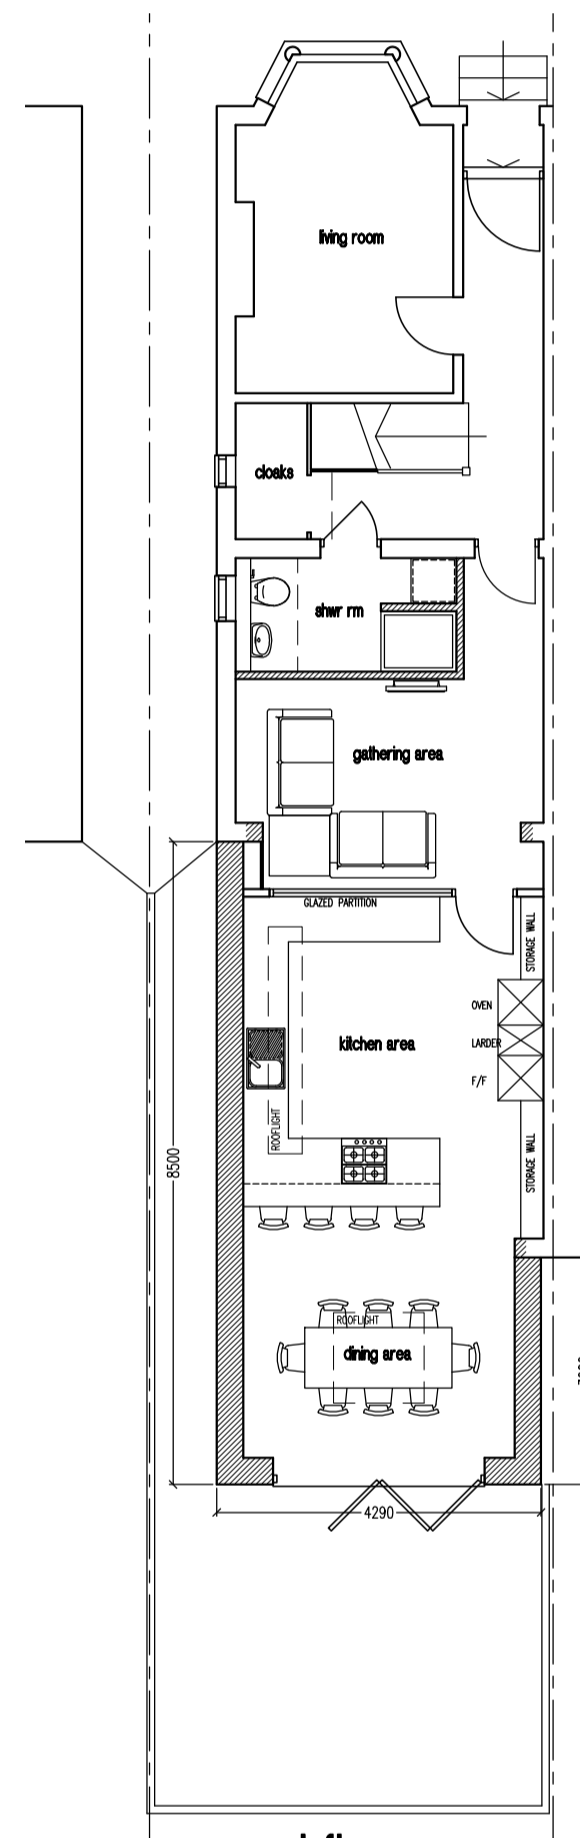 living room
cloaks
shwr rm
gathering area
GLAZED PARTITION
STORAGE WALL
OVEN
kitchen area
LARDER
F/F
ROOFLIGHT
8500
STORAGE WALL
ROOFLIGHT
dining area
4290